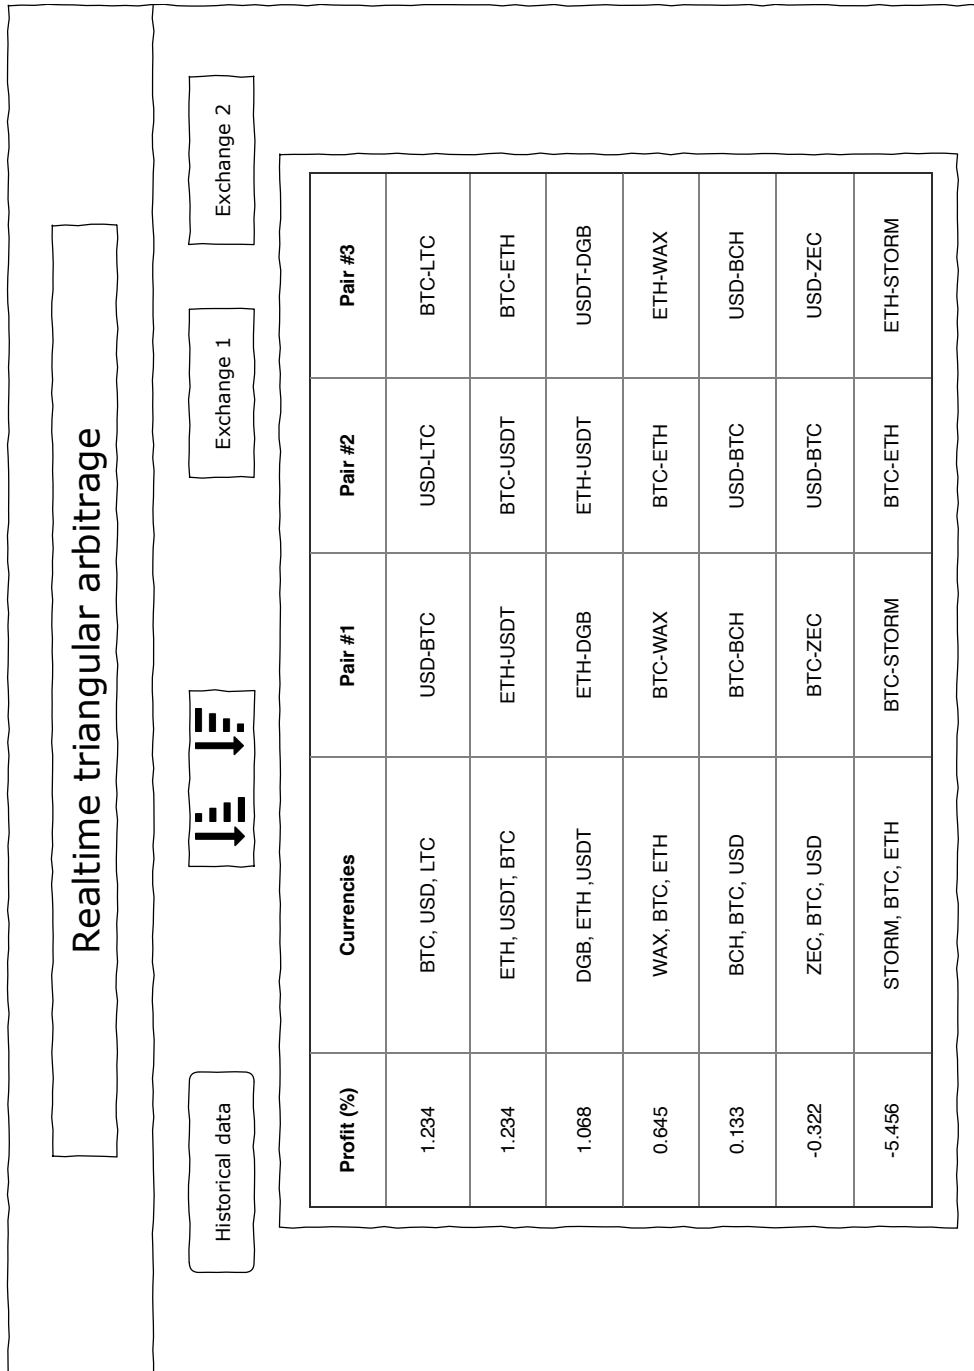 Realtime triangular arbitrage
Historical data
Exchange 1
Exchange 2
Profit (%) Currencies Pair #1 Pair #2 Pair #3
1.234 BTC, USD, LTC USD-BTC USD-LTC BTC-LTC
1.234 ETH, USDT, BTC ETH-USDT BTC-USDT BTC-ETH
1.068 DGB, ETH ,USDT ETH-DGB ETH-USDT USDT-DGB
0.645 WAX, BTC, ETH BTC-WAX BTC-ETH ETH-WAX
0.133 BCH, BTC, USD BTC-BCH USD-BTC USD-BCH
-0.322 ZEC, BTC, USD BTC-ZEC USD-BTC USD-ZEC
-5.456 STORM, BTC, ETH BTC-STORM BTC-ETH ETH-STORM